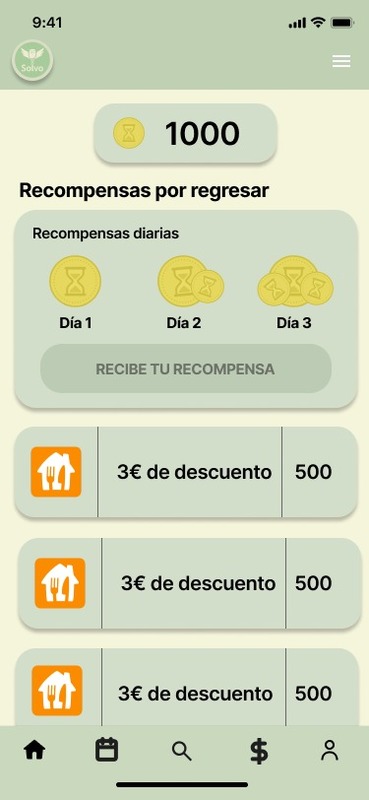 9:41
Solvo
1000
Recompensas por regresar
Recompensas diarias
Día 1
Día 2
Día 3
RECIBE TU RECOMPENSA
3€ de descuento
500
3€ de descuento
500
3€ de descuento
500